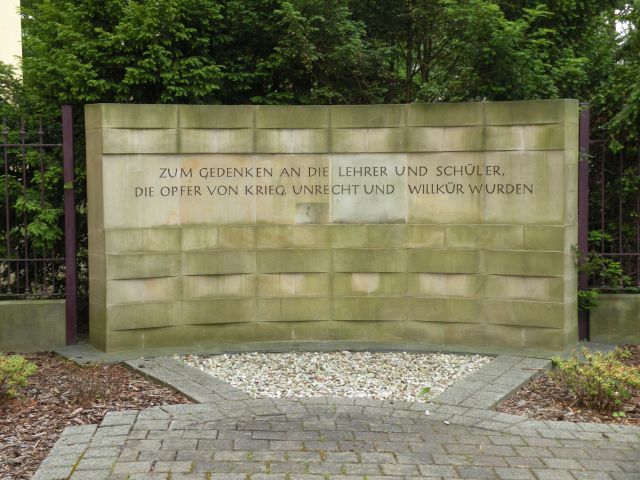 ZUM GEDENKEN AN DIE LEHRER UND SCHÜLER,
DIE OPFER VON KRIEG, UNRECHT UND WILLKÜR WURDEN